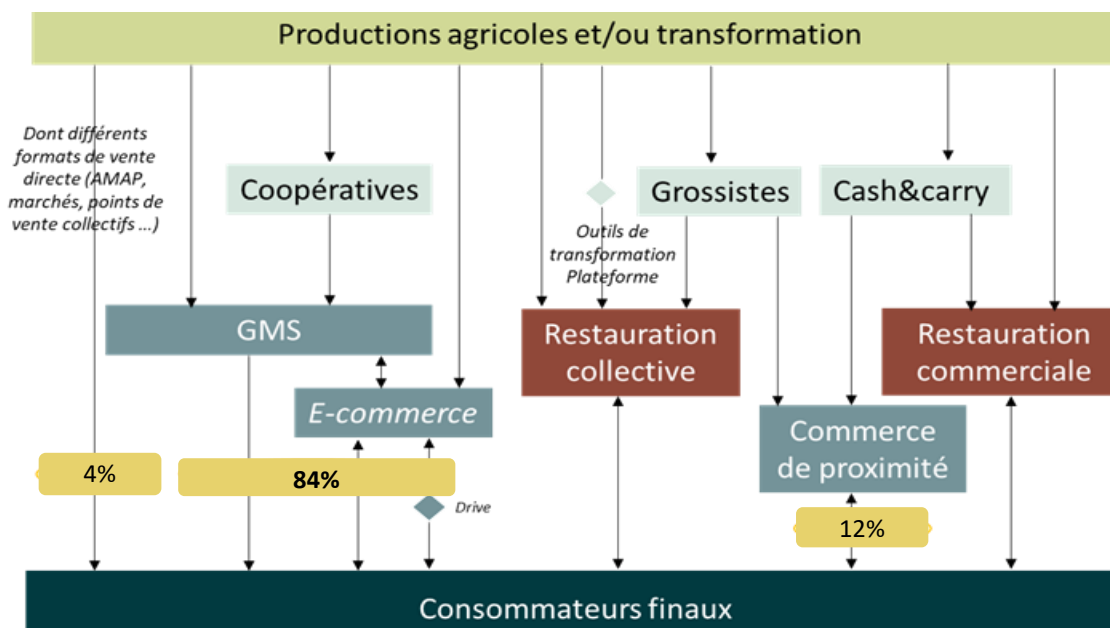 Productions agricoles et/ou transformation
Dont différents
formats de vente
directe (AMAP,
marchés, points de
vente collectifs ...)
Coopératives
Grossistes
Cash&carry
Outils de
transformation
Plateforme
GMS
Restauration
collective
Restauration
commerciale
E-commerce
Commerce
de proximité
4%
84%
Drive
12%
Consommateurs finaux